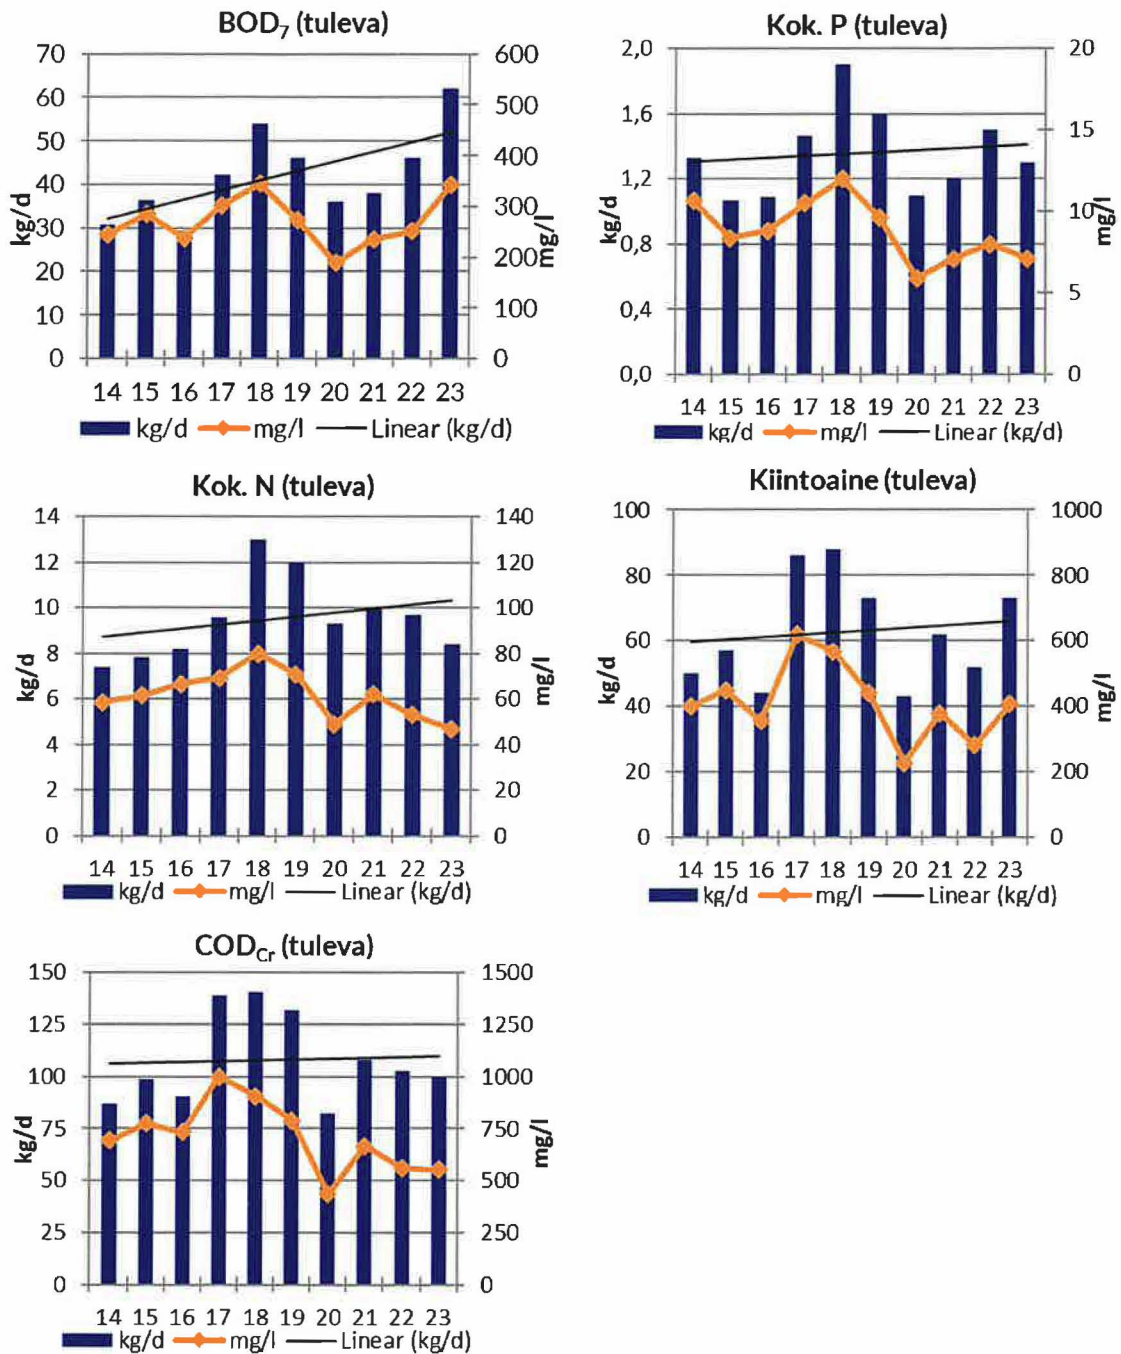 BOD₇ (tuleva)
70
60
50
40
30
20
10
0
kg/d
600
500
400
300
200
100
0
mg/l
14 15 16 17 18 19 20 21 22 23
kg/d mg/l Linear (kg/d)
Kok. P (tuleva)
2,0
1,6
1,2
0,8
0,4
0,0
kg/d
20
15
10
5
0
mg/l
14 15 16 17 18 19 20 21 22 23
kg/d mg/l Linear (kg/d)
Kok. N (tuleva)
14
12
10
8
6
4
2
0
kg/d
140
120
100
80
60
40
20
0
mg/l
14 15 16 17 18 19 20 21 22 23
kg/d mg/l Linear (kg/d)
Kiintoaine (tuleva)
100
80
60
40
20
0
kg/d
1000
800
600
400
200
0
mg/l
14 15 16 17 18 19 20 21 22 23
kg/d mg/l Linear (kg/d)
COD_Cr (tuleva)
150
125
100
75
50
25
0
kg/d
1500
1250
1000
750
500
250
0
mg/l
14 15 16 17 18 19 20 21 22 23
kg/d mg/l Linear (kg/d)